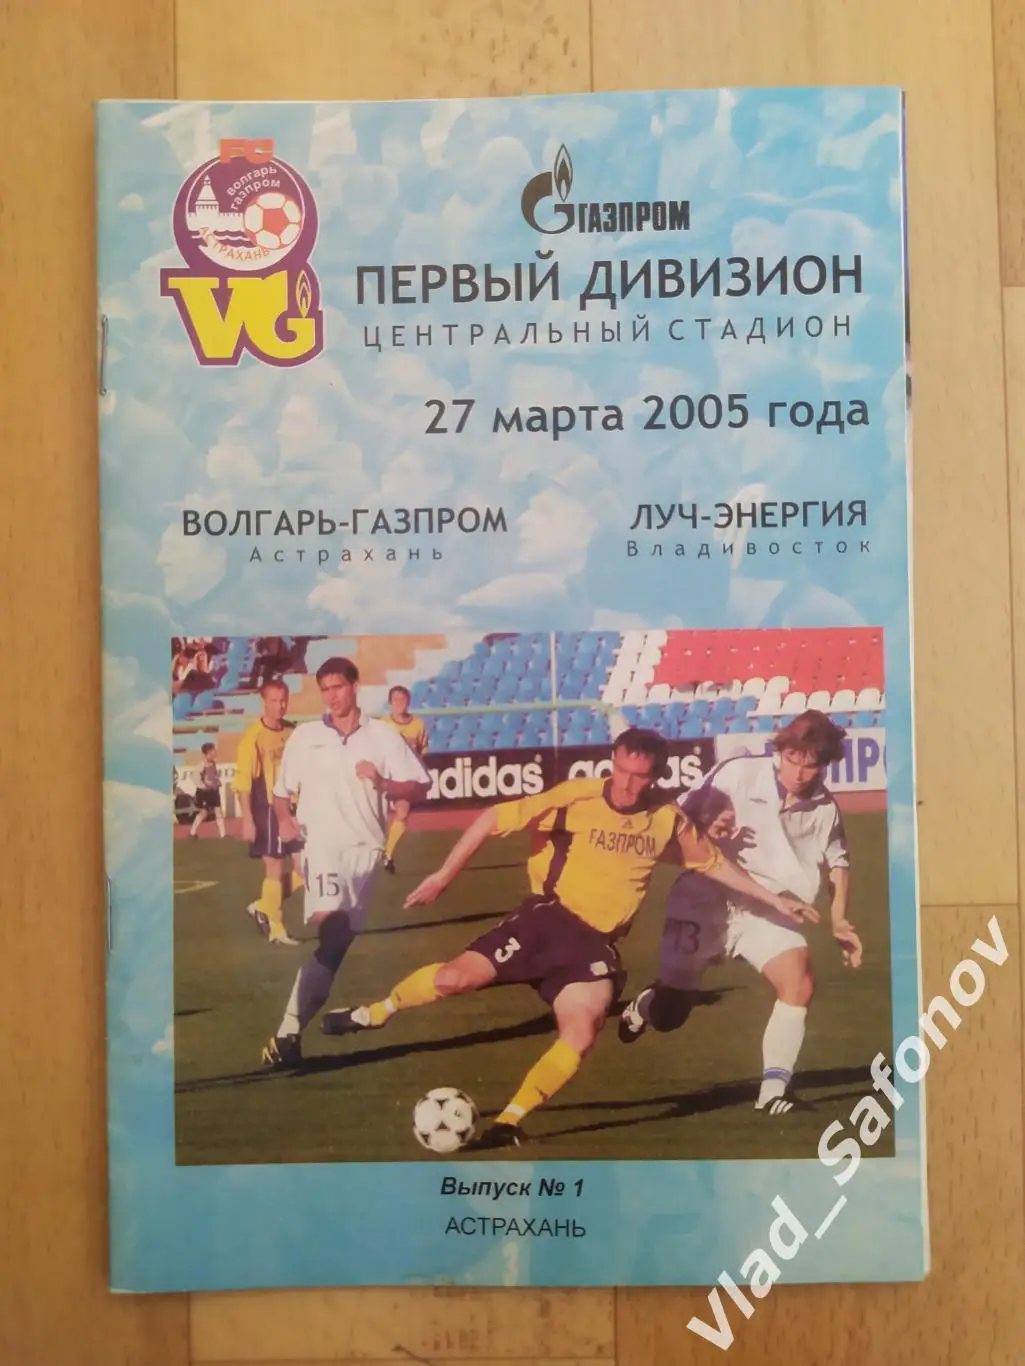 FC
волгарь
газпром
АСТРАХАНЬ
VG
ГАЗПРОМ
ПЕРВЫЙ ДИВИЗИОН
ЦЕНТРАЛЬНЫЙ СТАДИОН
27 марта 2005 года
ВОЛГАРЬ-ГАЗПРОМ
Астрахань
ЛУЧ-ЭНЕРГИЯ
Владивосток
adidas
ГАЗПРОМ
15
3
13
Выпуск № 1
АСТРАХАНЬ
Vlad_Safonov